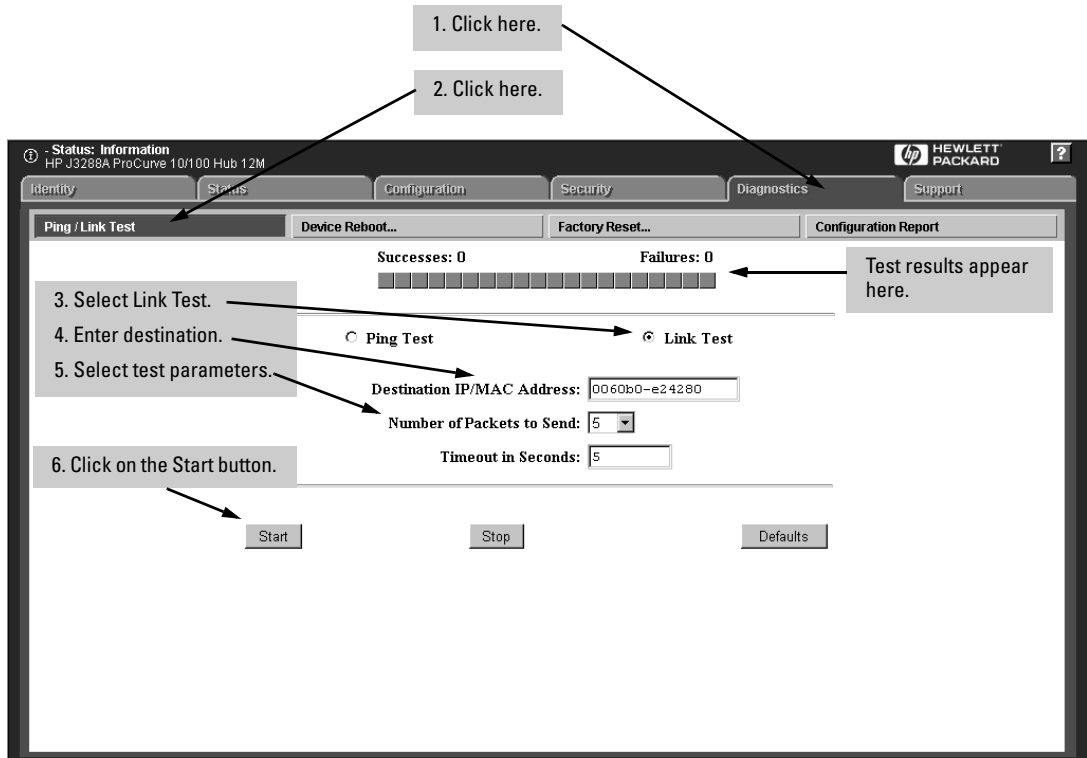 1. Click here.
2. Click here.
- Status: Information
HP J3288A ProCurve 10/100 Hub 12M
hp HEWLETT PACKARD
?
Identity Status Configuration Security Diagnostics Support
Ping / Link Test Device Reboot... Factory Reset... Configuration Report
Successes: 0 Failures: 0
Test results appear
here.
3. Select Link Test.
4. Enter destination.
5. Select test parameters.
Ping Test Link Test
Destination IP/MAC Address: 0060b0-e24280
Number of Packets to Send: 5
Timeout in Seconds: 5
6. Click on the Start button.
Start Stop Defaults